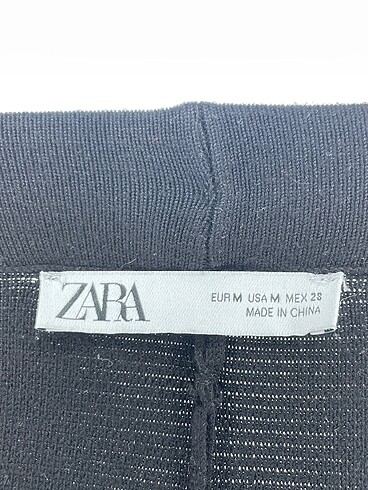 ZARA
EUR M USA M MEX 28
MADE IN CHINA